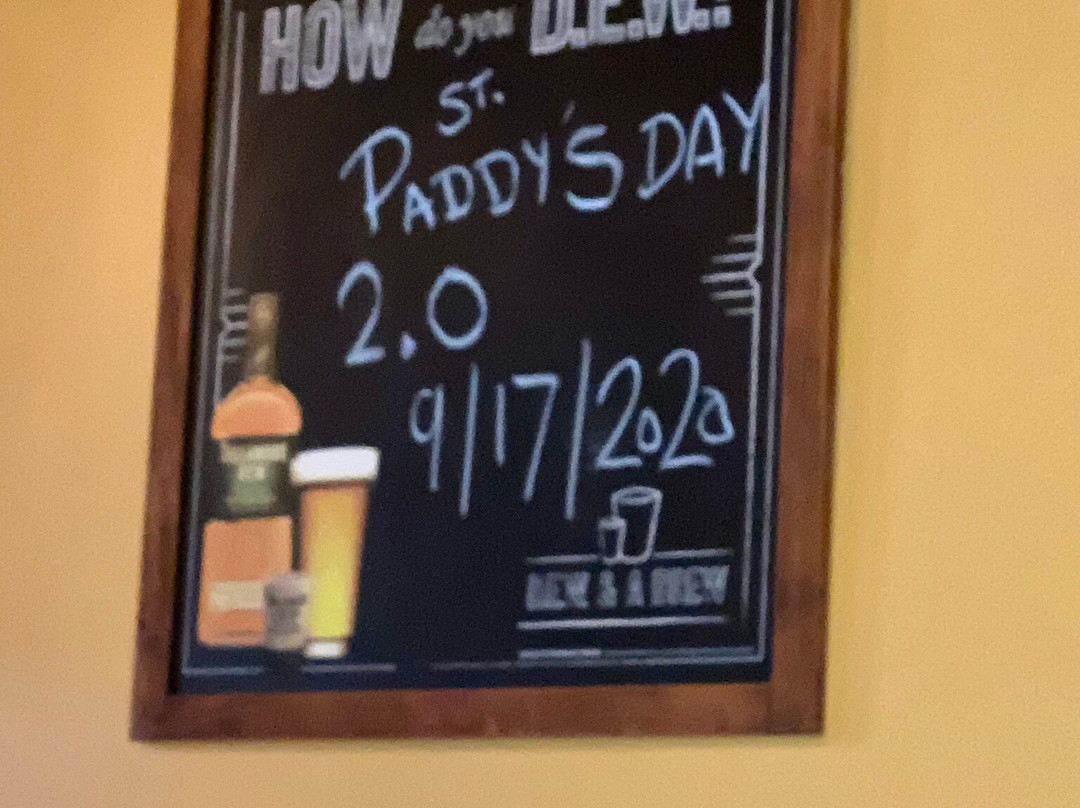 HOW do you D.E.W.?
ST.
PADDY'S DAY
2.0
9/17/2020
DEW & A BREW